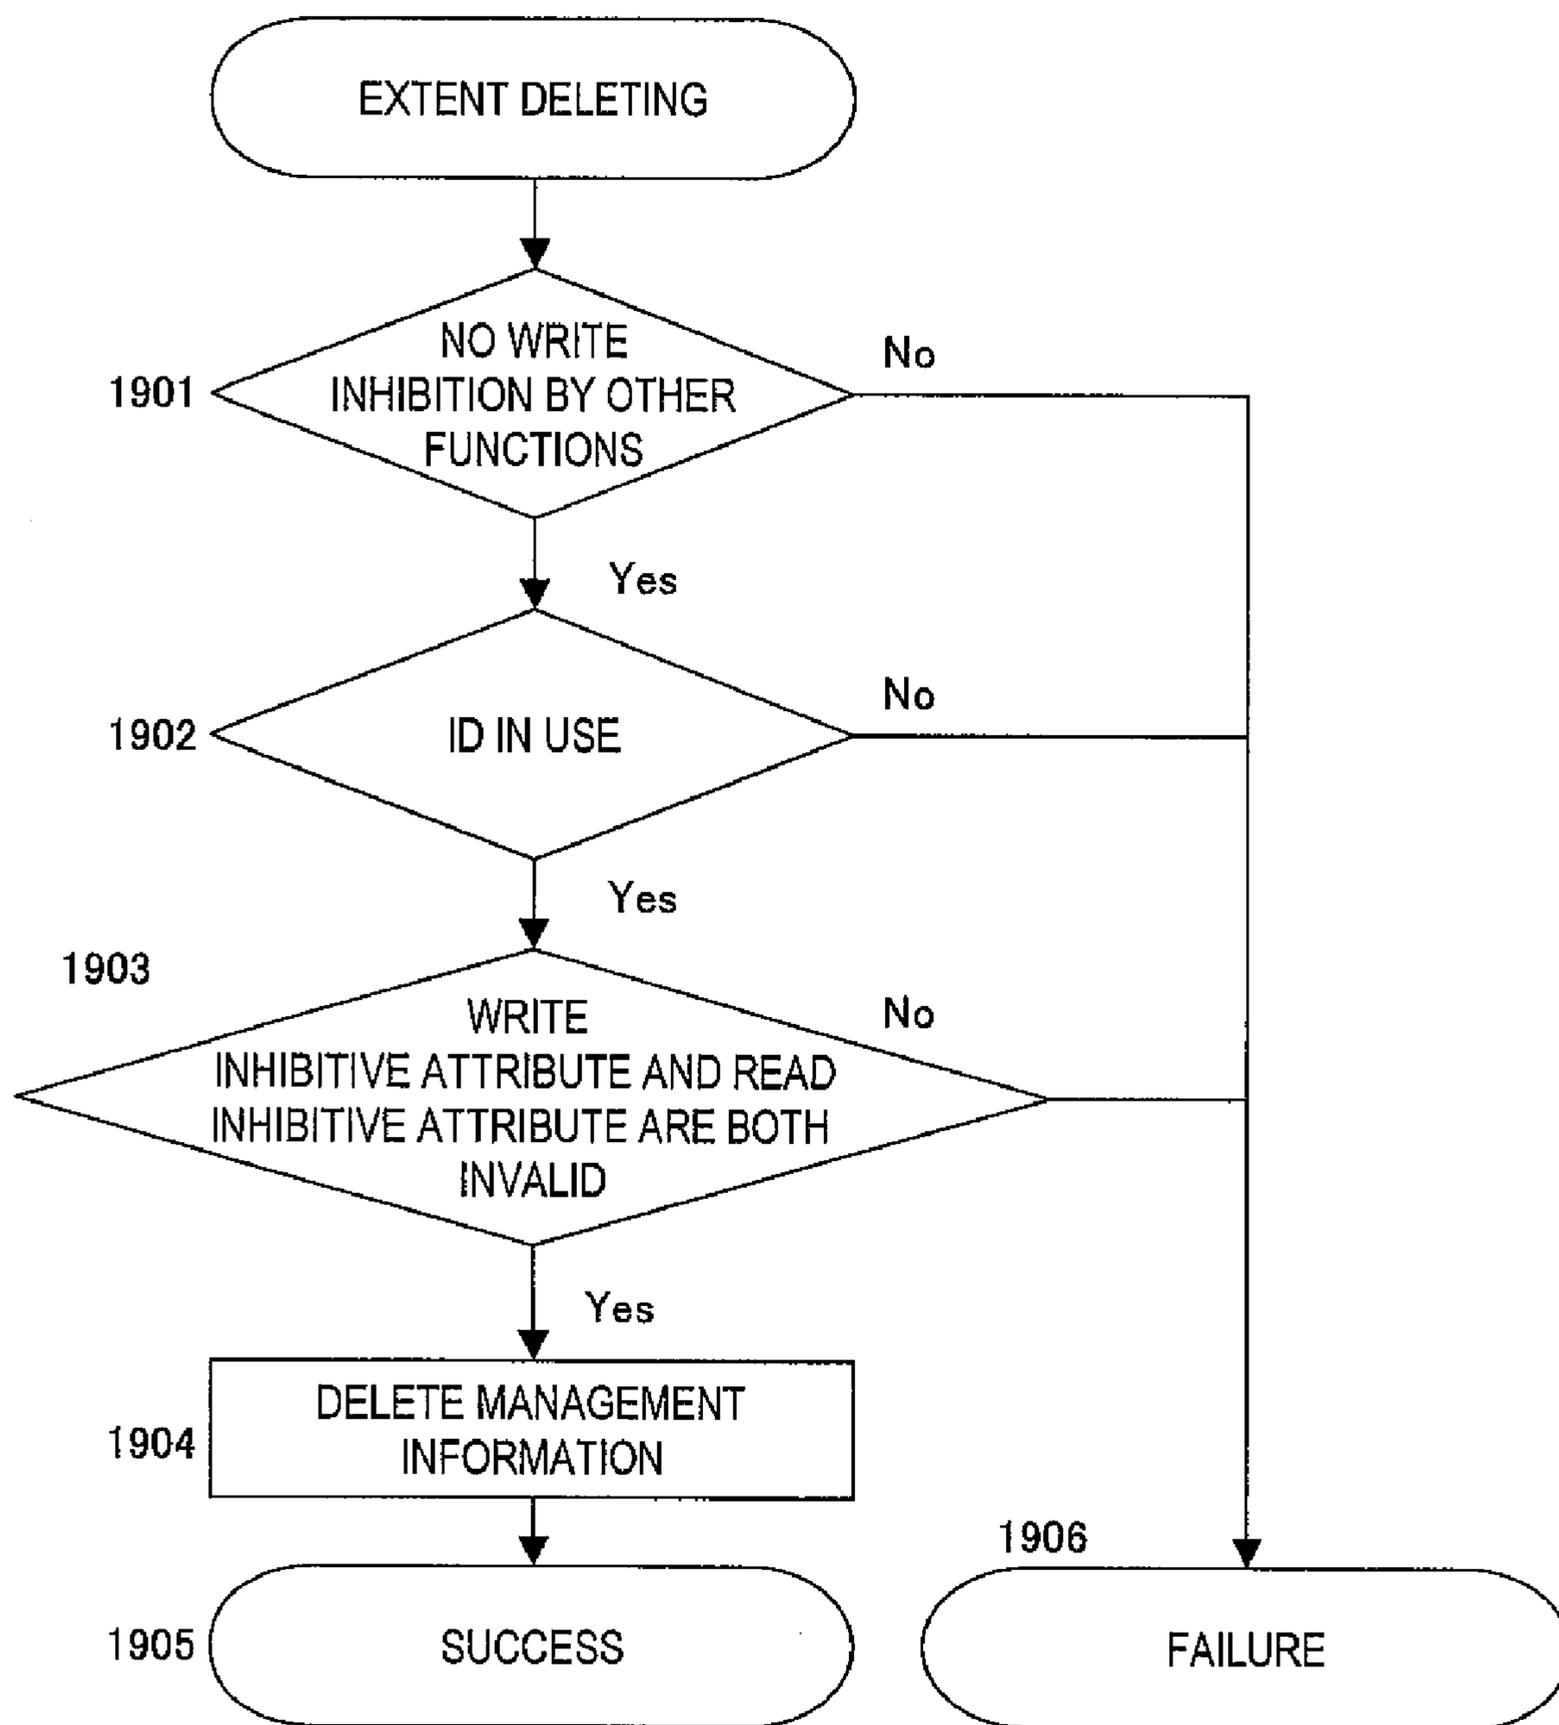 EXTENT DELETING
NO WRITE
INHIBITION BY OTHER
FUNCTIONS
1901
No
Yes
ID IN USE
1902
No
Yes
1903
WRITE
INHIBITIVE ATTRIBUTE AND READ
INHIBITIVE ATTRIBUTE ARE BOTH
INVALID
No
Yes
DELETE MANAGEMENT
INFORMATION
1904
1905
SUCCESS
1906
FAILURE